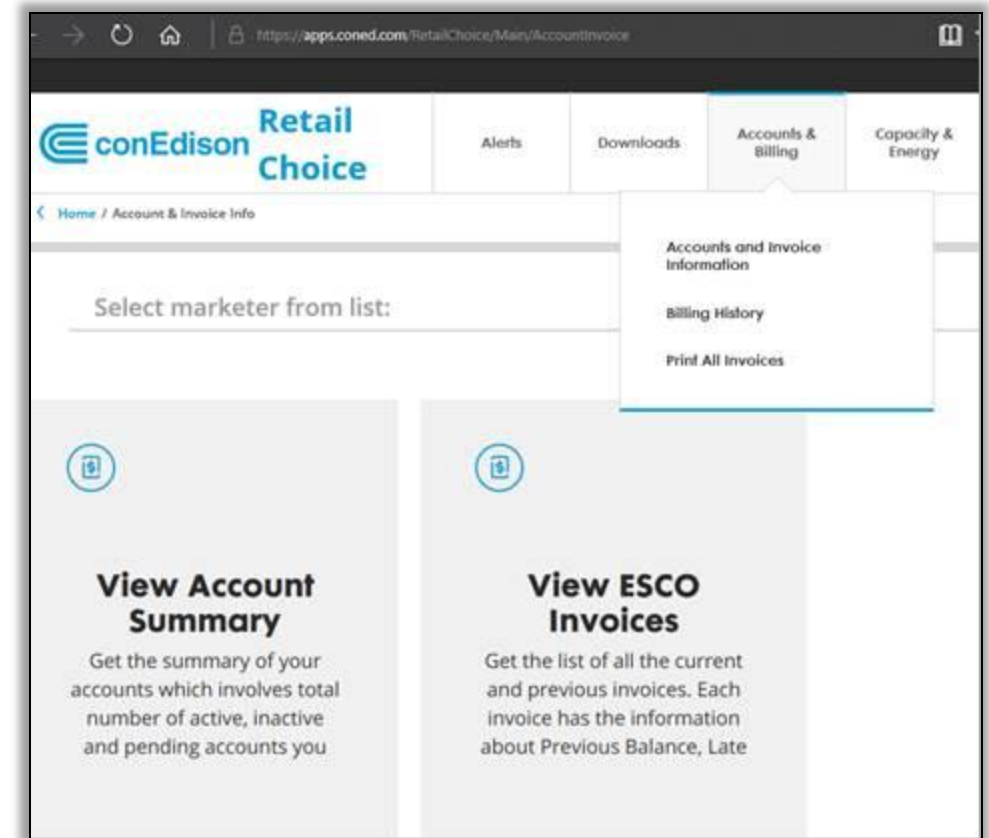 https://apps.coned.com/RetailChoice/Main/AccountInvoice
conEdison
Retail
Choice
Alerts
Downloads
Accounts &
Billing
Capacity &
Energy
Home / Account & Invoice Info
Accounts and Invoice
Information
Billing History
Print All Invoices
Select marketer from list:
View Account
Summary
Get the summary of your
accounts which involves total
number of active, inactive
and pending accounts you
View ESCO
Invoices
Get the list of all the current
and previous invoices. Each
invoice has the information
about Previous Balance, Late